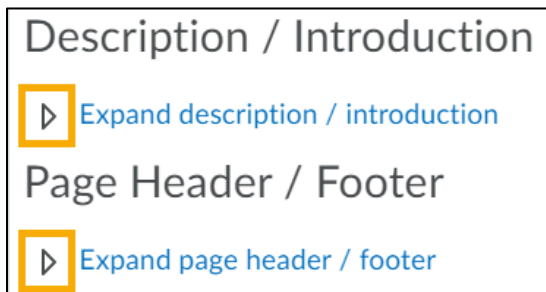 Description / Introduction
Expand description / introduction
Page Header / Footer
Expand page header / footer